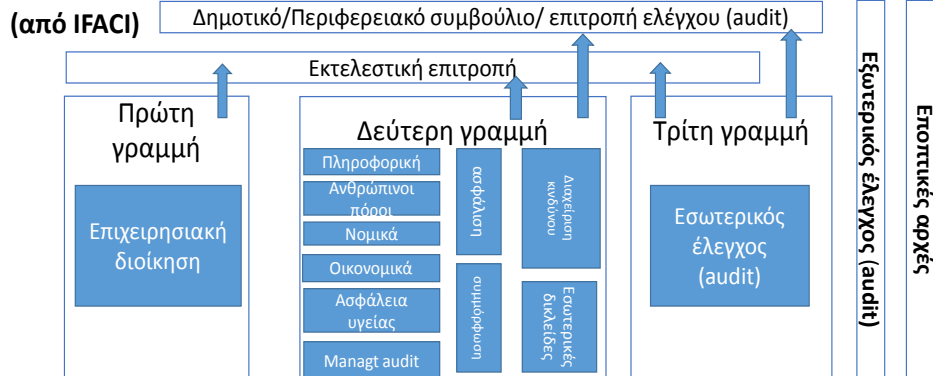 (από IFACI)
Δημοτικό/Περιφερειακό συμβούλιο/ επιτροπή ελέγχου (audit)
Εκτελεστική επιτροπή
Πρώτη
γραμμή
Επιχειρησιακή
διοίκηση
Δεύτερη γραμμή
Πληροφορική
Ανθρώπινοι
πόροι
Νομικά
Οικονομικά
Ασφάλεια
υγείας
Managt audit
ασφάλιση
συμμόρφωση
Διαχείριση
κινδύνου
Εσωτερικές
δικλείδες
Τρίτη γραμμή
Εσωτερικός
έλεγχος
(audit)
Εξωτερικός έλεγχος (audit)
Εποπτικές αρχές